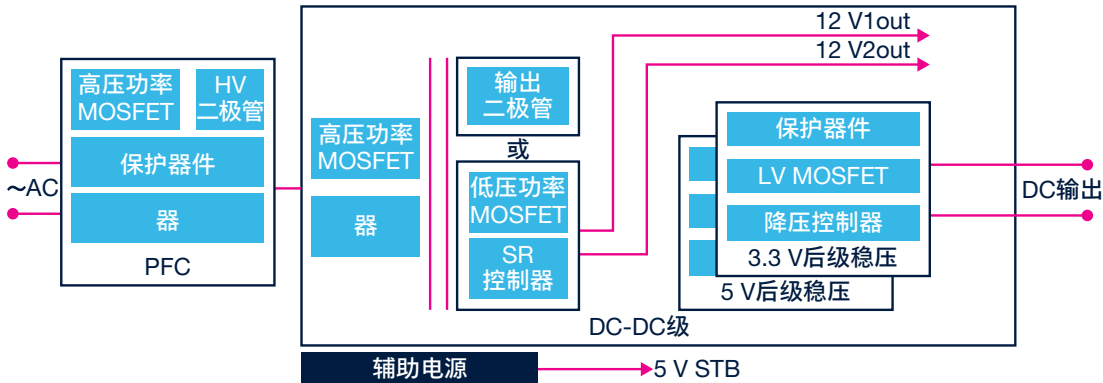 12 V1out
12 V2out
高压功率
MOSFET
HV
二极管
保护器件
器
PFC
～AC
高压功率
MOSFET
器
输出
二极管
或
低压功率
MOSFET
SR
控制器
保护器件
LV MOSFET
降压控制器
3.3 V后级稳压
5 V后级稳压
DC输出
DC-DC级
辅助电源
5 V STB